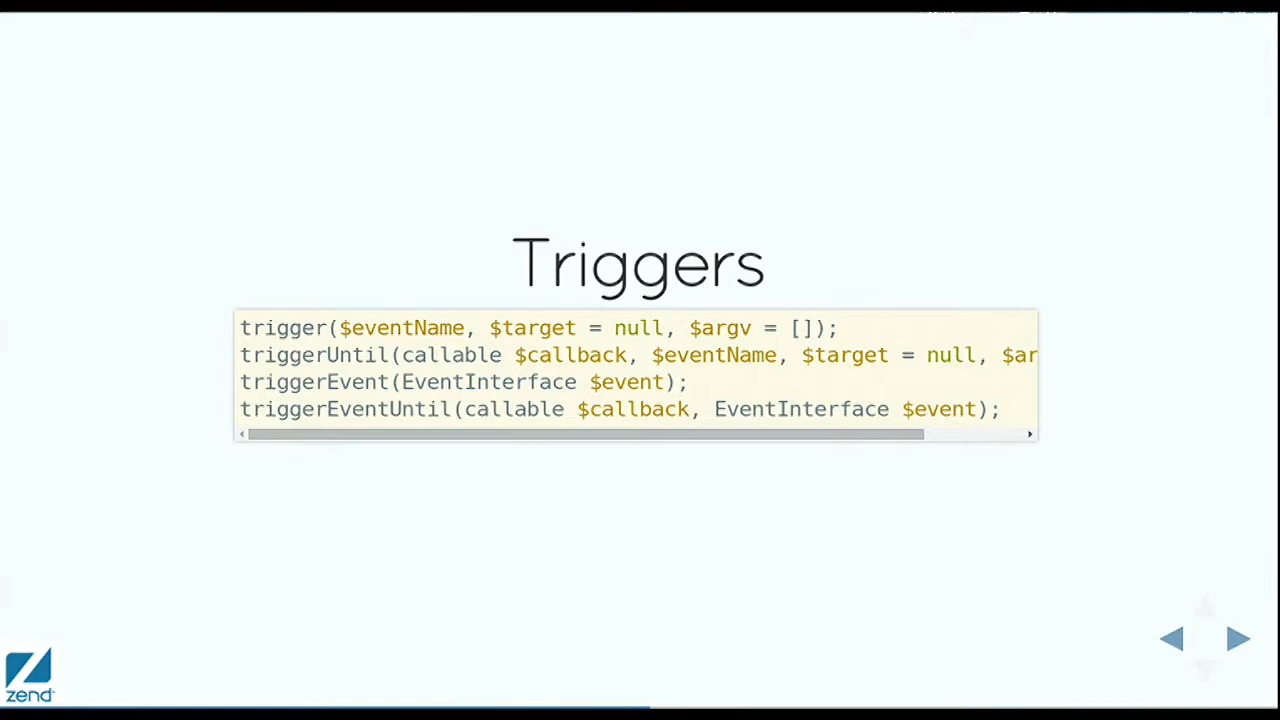 Triggers
trigger($eventName, $target = null, $argv = []);
triggerUntil(callable $callback, $eventName, $target = null, $ar
triggerEvent(EventInterface $event);
triggerEventUntil(callable $callback, EventInterface $event);
zend